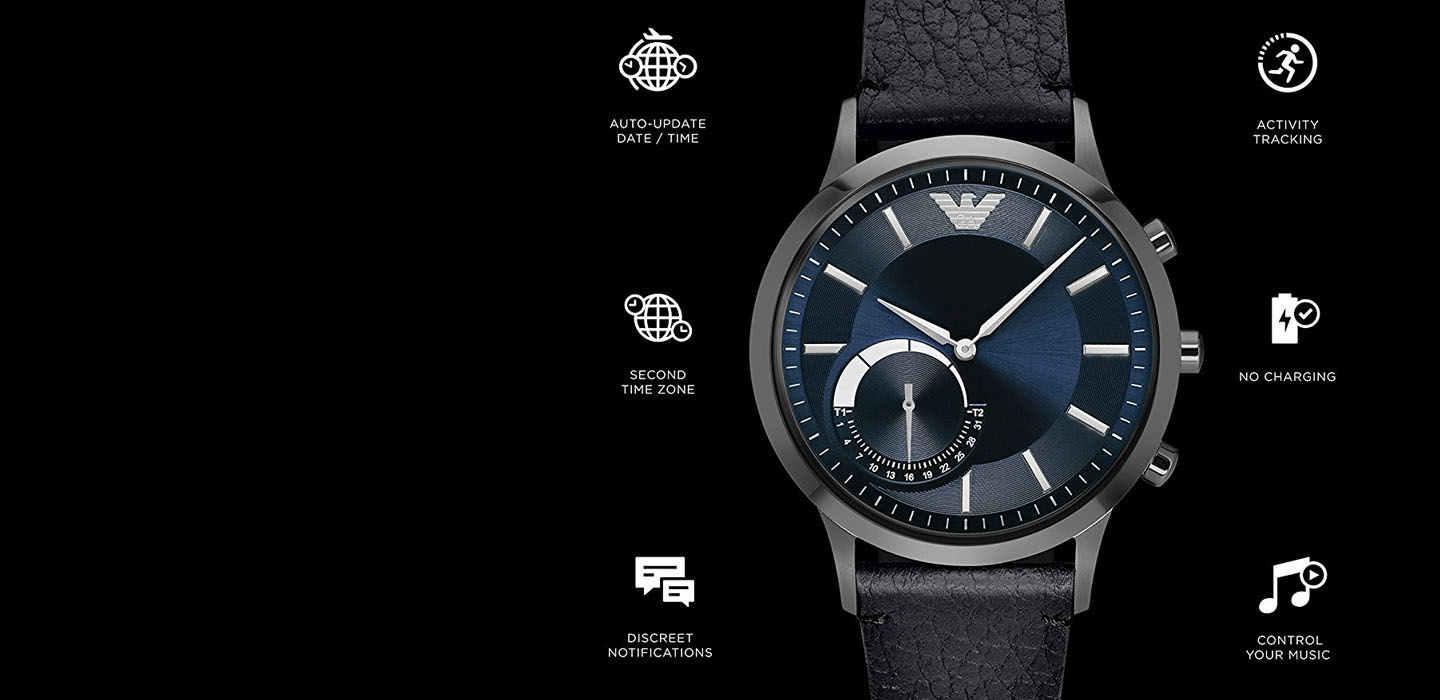 AUTO-UPDATE
DATE / TIME
ACTIVITY
TRACKING
SECOND
TIME ZONE
NO CHARGING
T1
T2
1
4
7
10
13
16
19
22
25
28
31
DISCREET
NOTIFICATIONS
CONTROL
YOUR MUSIC